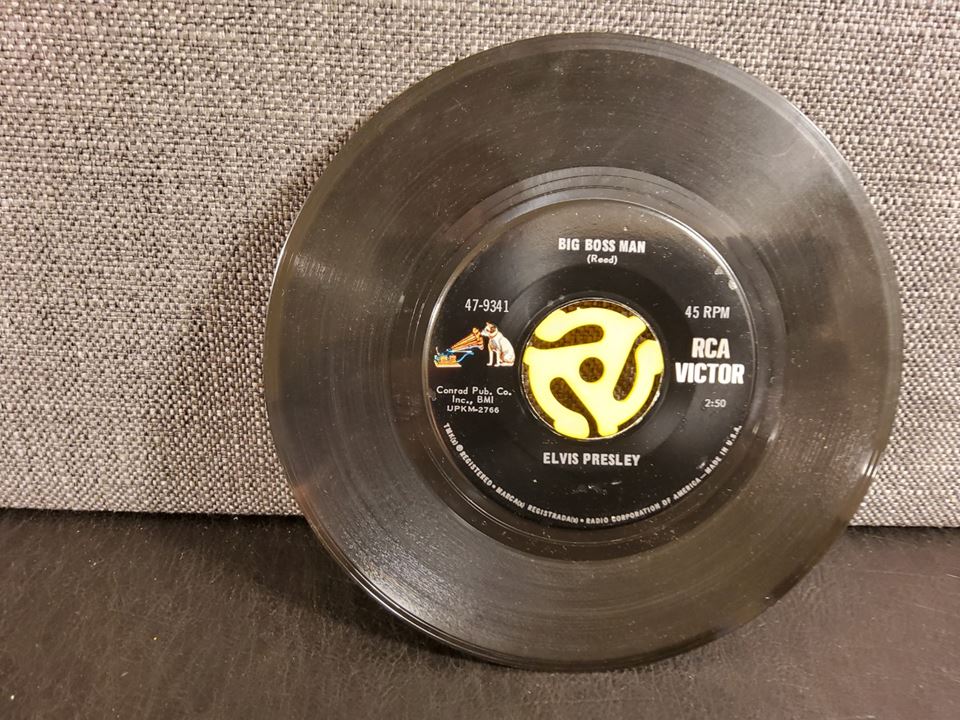 BIG BOSS MAN
(Reed)
47-9341
45 RPM
RCA
VICTOR
Conrad Pub. Co.
Inc., BMI
UPKM-2766
2:50
ELVIS PRESLEY
TMK(s) ® REGISTERED • MARCA(s) REGISTRADA(s) • RADIO CORPORATION OF AMERICA—MADE IN U.S.A.